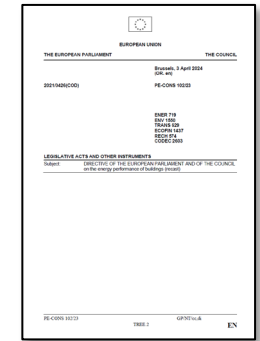 EUROPEAN UNION
THE EUROPEAN PARLIAMENT THE COUNCIL
Brussels, 3 April 2024
(OR. en)
2021/0426(COD) PE-CONS 102/23
ENER 719
ENV 1550
TRANS 629
ECOFIN 1437
RECH 574
CODEC 2603
LEGISLATIVE ACTS AND OTHER INSTRUMENTS
Subject: DIRECTIVE OF THE EUROPEAN PARLIAMENT AND OF THE COUNCIL
on the energy performance of buildings (recast)
PE-CONS 102/23
TREE.2 EN